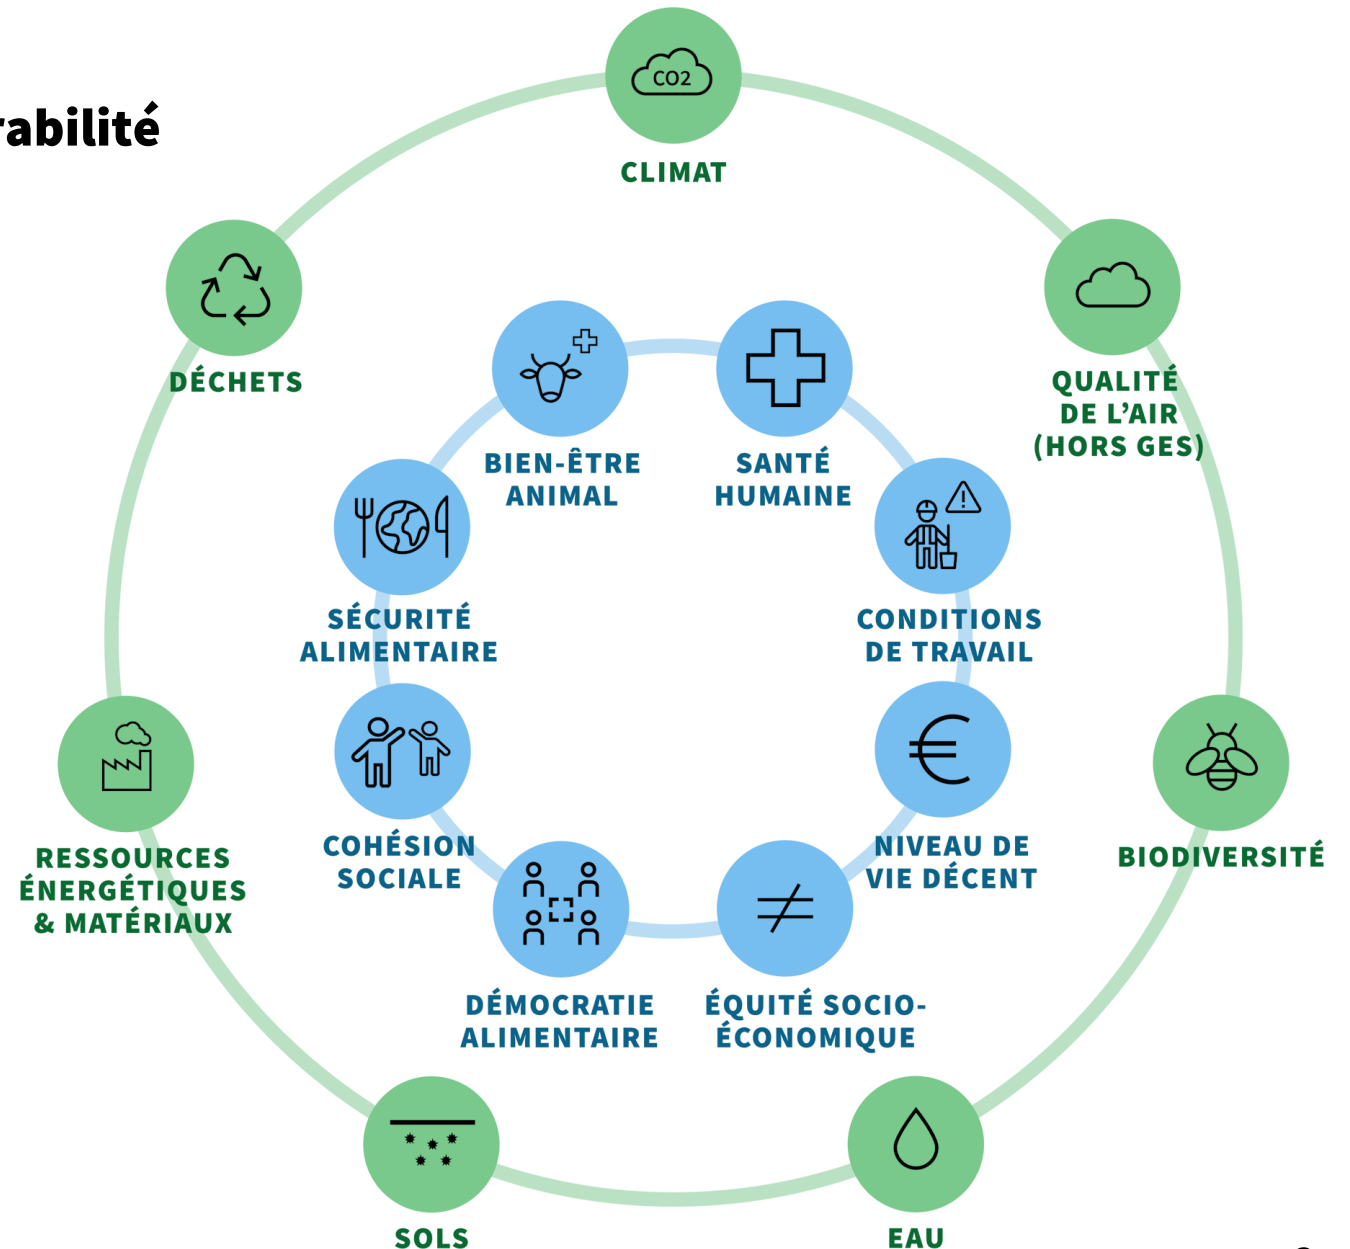 CO2
CLIMAT
rabilité
DÉCHETS
QUALITÉ
DE L’AIR
(HORS GES)
BIEN-ÊTRE
ANIMAL
SANTÉ
HUMAINE
SÉCURITÉ
ALIMENTAIRE
CONDITIONS
DE TRAVAIL
COHÉSION
SOCIALE
NIVEAU DE
VIE DÉCENT
RESSOURCES
ÉNERGÉTIQUES
& MATÉRIAUX
BIODIVERSITÉ
DÉMOCRATIE
ALIMENTAIRE
ÉQUITÉ SOCIO-
ÉCONOMIQUE
SOLS
EAU